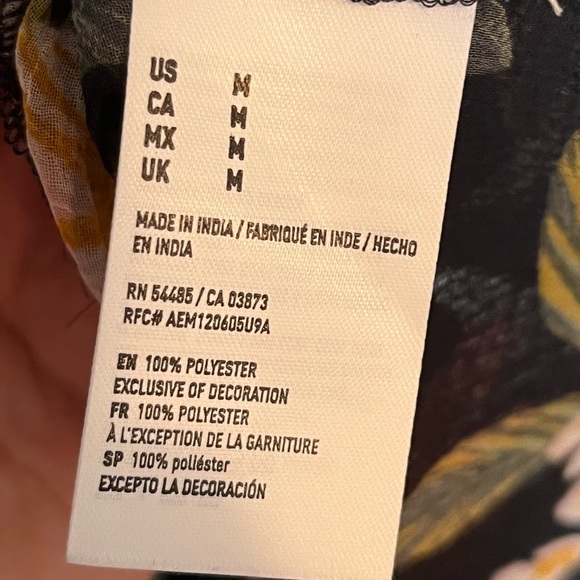 US M
CA M
MX M
UK M
MADE IN INDIA / FABRIQUÉ EN INDE / HECHO
EN INDIA
RN 54485 / CA 03873
RFC# AEM120605U9A
EN 100% POLYESTER
EXCLUSIVE OF DECORATION
FR 100% POLYESTER
À L'EXCEPTION DE LA GARNITURE
SP 100% poliéster
EXCEPTO LA DECORACIÓN